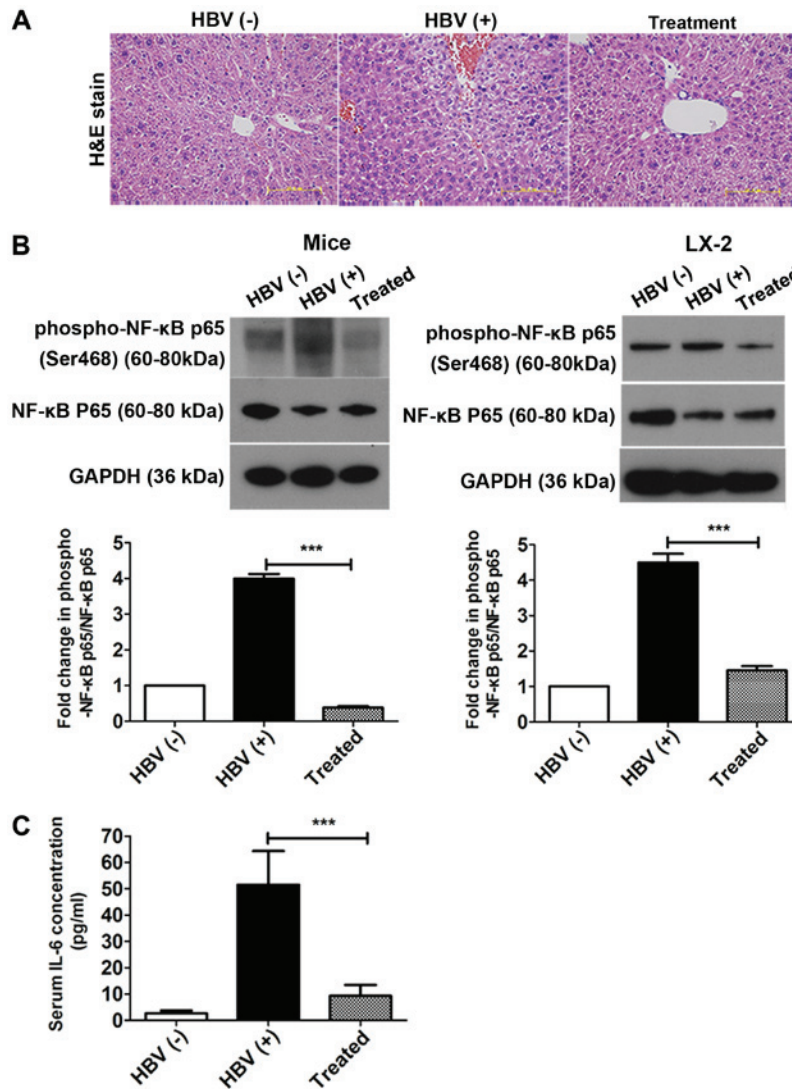 A
HBV (-)
HBV (+)
Treatment
H&E stain
B
Mice
HBV (-)
HBV (+)
Treated
phospho-NF-κB p65
(Ser468) (60-80kDa)
NF-κB P65 (60-80 kDa)
GAPDH (36 kDa)
LX-2
HBV (-)
HBV (+)
Treated
phospho-NF-κB p65
(Ser468) (60-80kDa)
NF-κB P65 (60-80 kDa)
GAPDH (36 kDa)
Fold change in phospho
-NF-κB p65/NF-κB p65
5
4
3
2
1
0
***
HBV (-)
HBV (+)
Treated
Fold change in phospho
-NF-κB p65/NF-κB p65
5
4
3
2
1
0
***
HBV (-)
HBV (+)
Treated
C
Serum IL-6 concentration
(pg/ml)
70
60
50
40
30
20
10
0
***
HBV (-)
HBV (+)
Treated